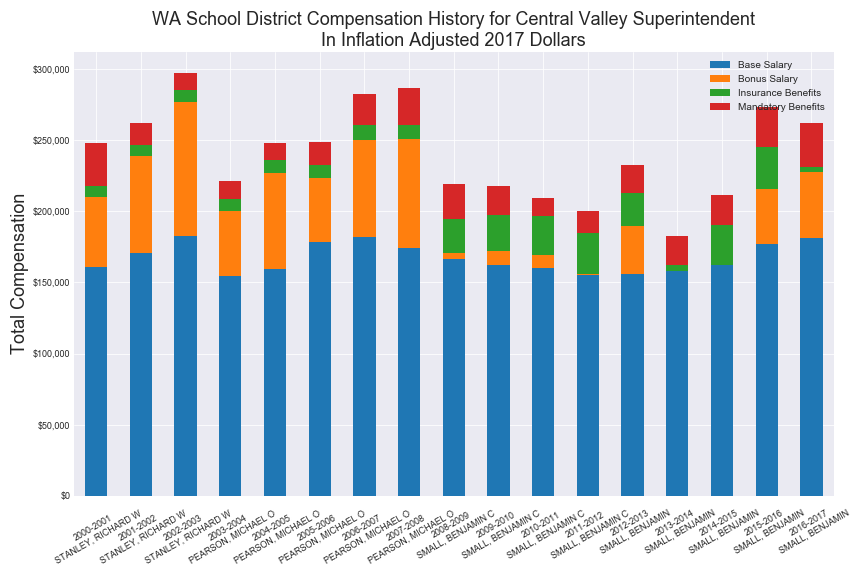 WA School District Compensation History for Central Valley Superintendent
In Inflation Adjusted 2017 Dollars
Base Salary
Bonus Salary
Insurance Benefits
Mandatory Benefits
Total Compensation
$300,000
$250,000
$200,000
$150,000
$100,000
$50,000
$0
2000-2001
STANLEY, RICHARD W
2001-2002
STANLEY, RICHARD W
2002-2003
STANLEY, RICHARD W
2003-2004
PEARSON, MICHAEL O
2004-2005
PEARSON, MICHAEL O
2005-2006
PEARSON, MICHAEL O
2006-2007
PEARSON, MICHAEL O
2007-2008
PEARSON, MICHAEL O
2008-2009
SMALL, BENJAMIN C
2009-2010
SMALL, BENJAMIN C
2010-2011
SMALL, BENJAMIN C
2011-2012
SMALL, BENJAMIN C
2012-2013
SMALL, BENJAMIN
2013-2014
SMALL, BENJAMIN
2014-2015
SMALL, BENJAMIN
2015-2016
SMALL, BENJAMIN
2016-2017
SMALL, BENJAMIN